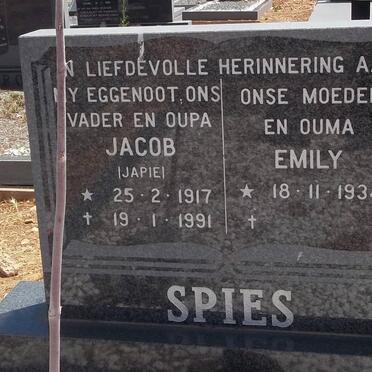 N LIEFDEVOLLE HERINNERING A
MY EGGENOOT, ONS
VADER EN OUPA
JACOB
(JAPIE)
★ 25·2·1917
✝ 19·1·1991
ONSE MOEDER
EN OUMA
EMILY
★ 18·11·1934
✝
SPIES